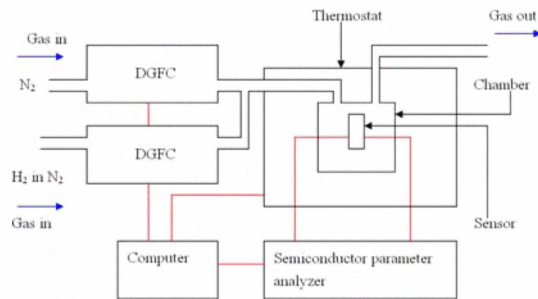 Thermostat
Gas out
Gas in
DGFC
N₂
Chamber
DGFC
H₂ in N₂
Gas in
Sensor
Computer
Semiconductor parameter
analyzer